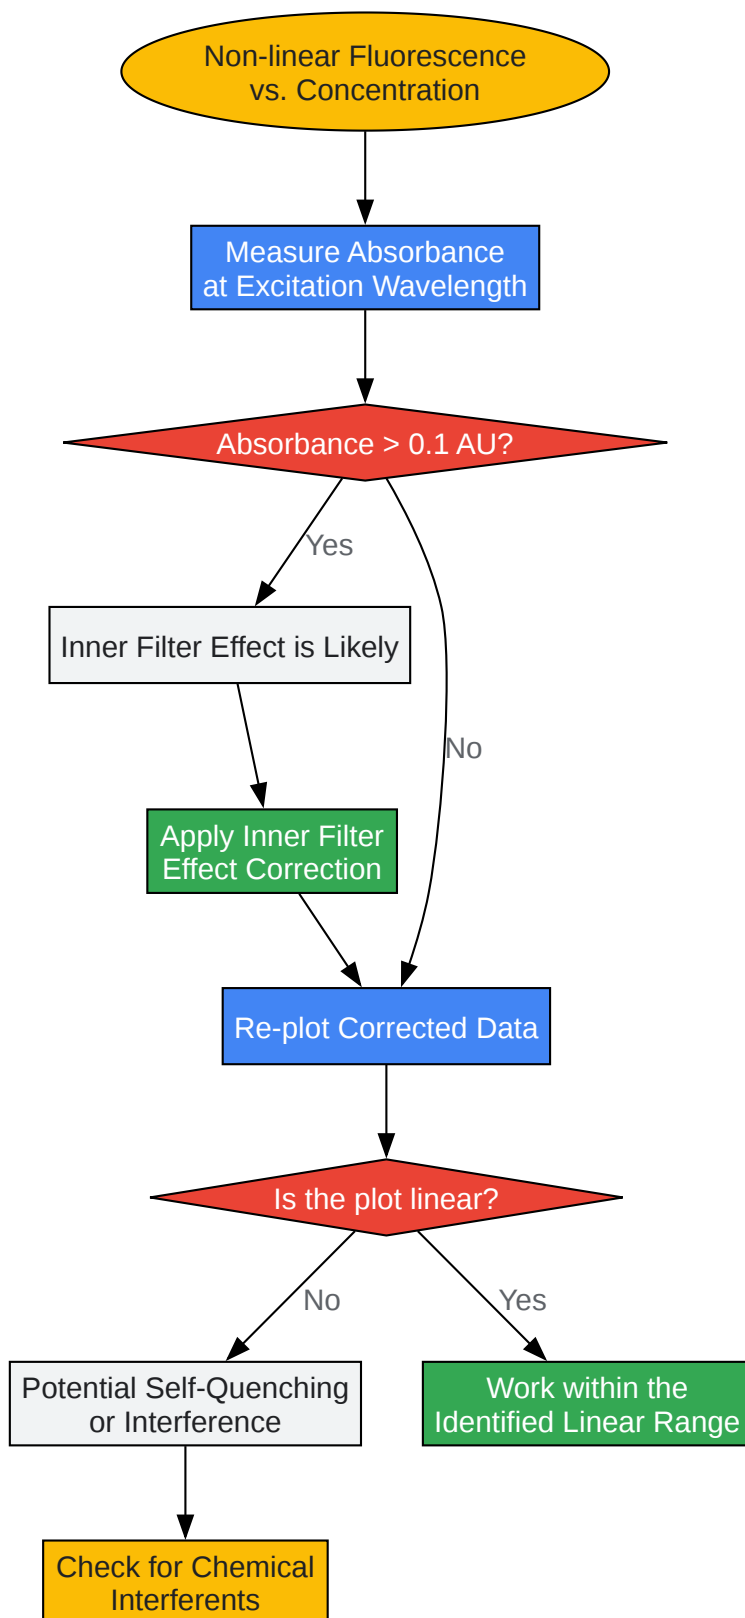 Non-linear Fluorescence
vs. Concentration
Measure Absorbance
at Excitation Wavelength
Absorbance > 0.1 AU?
Yes
Inner Filter Effect is Likely
No
Apply Inner Filter
Effect Correction
Re-plot Corrected Data
Is the plot linear?
No
Yes
Potential Self-Quenching
or Interference
Work within the
Identified Linear Range
Check for Chemical
Interferents